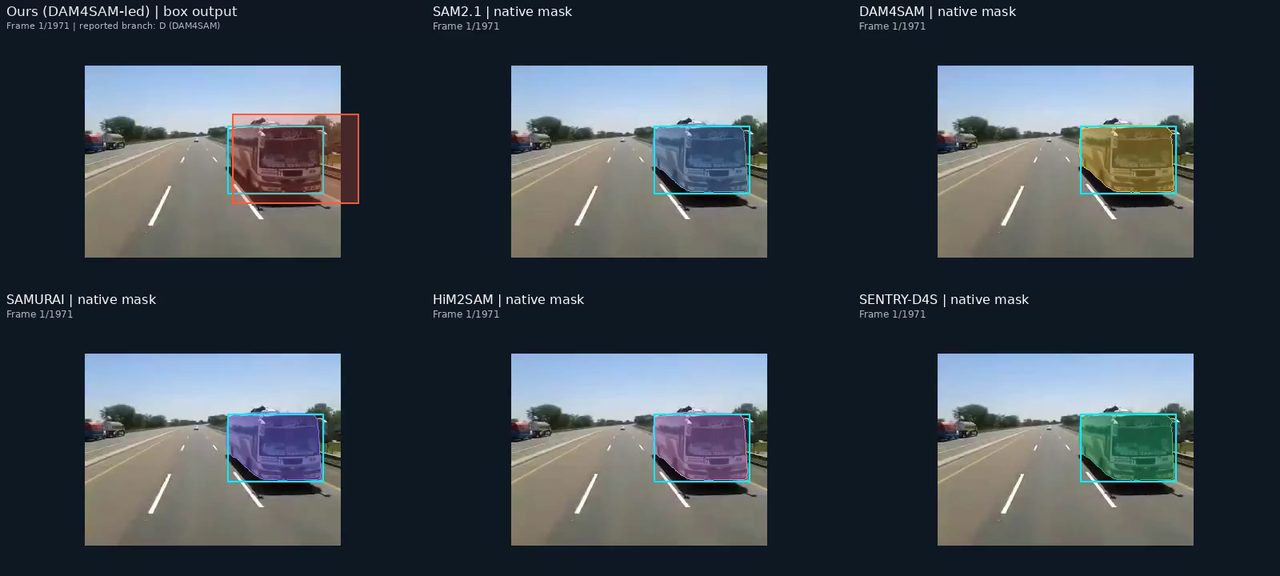 Ours (DAM4SAM-led) | box output
Frame 1/1971 | reported branch: D (DAM4SAM)
SAM2.1 | native mask
Frame 1/1971
DAM4SAM | native mask
Frame 1/1971
SAMURAI | native mask
Frame 1/1971
HiM2SAM | native mask
Frame 1/1971
SENTRY-D4S | native mask
Frame 1/1971